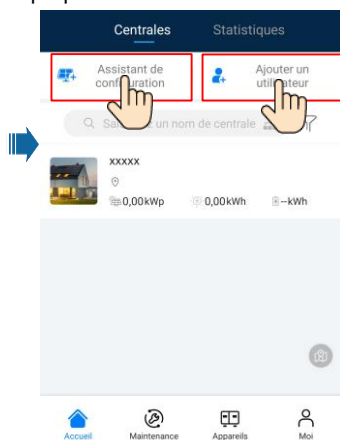 Centrales Statistiques
Assistant de
configuration
Ajouter un
utilisateur
un nom de centrale
xxxxx
0,00kWp 0,00kWh --kWh
Accueil Maintenance Appareils Moi